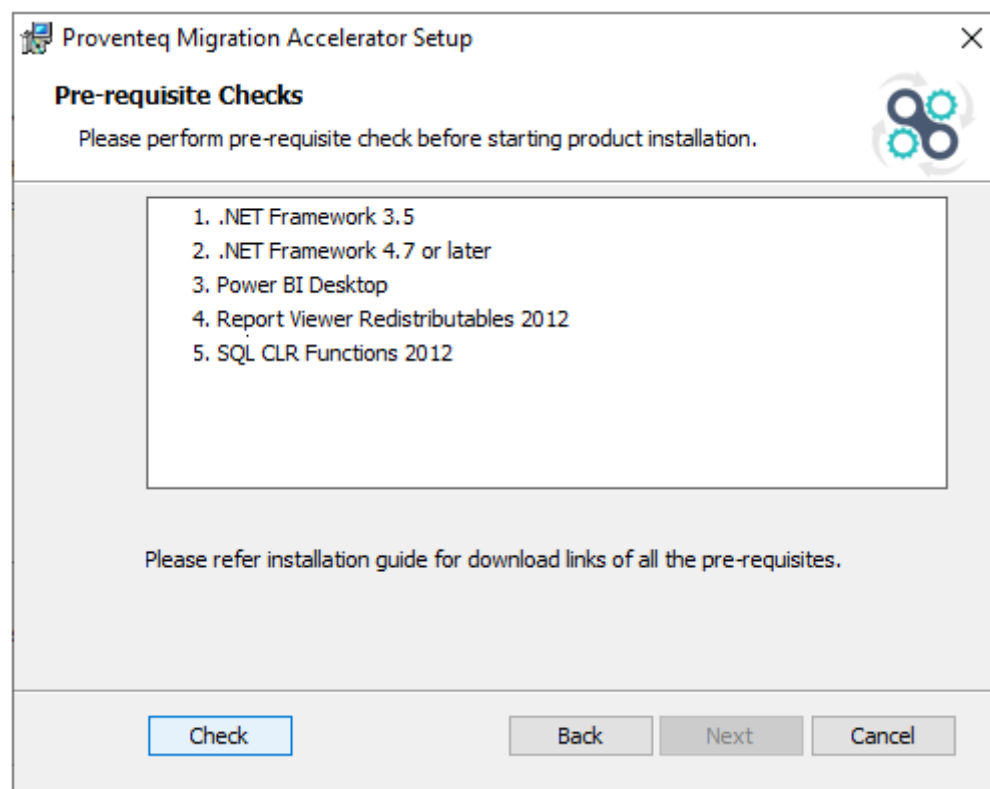 Proventeq Migration Accelerator Setup
Pre-requisite Checks
Please perform pre-requisite check before starting product installation.
1. .NET Framework 3.5
2. .NET Framework 4.7 or later
3. Power BI Desktop
4. Report Viewer Redistributables 2012
5. SQL CLR Functions 2012
Please refer installation guide for download links of all the pre-requisites.
Check Back Next Cancel